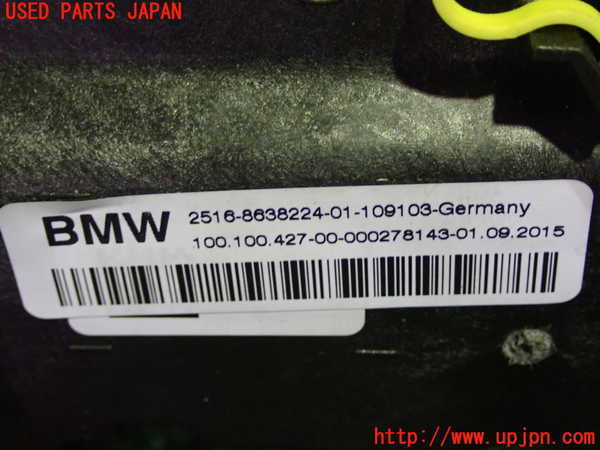 USED PARTS JAPAN
BMW
2516-8638224-01-109103-Germany
100.100.427-00-000278143-01.09.2015
http://www.upjpn.com